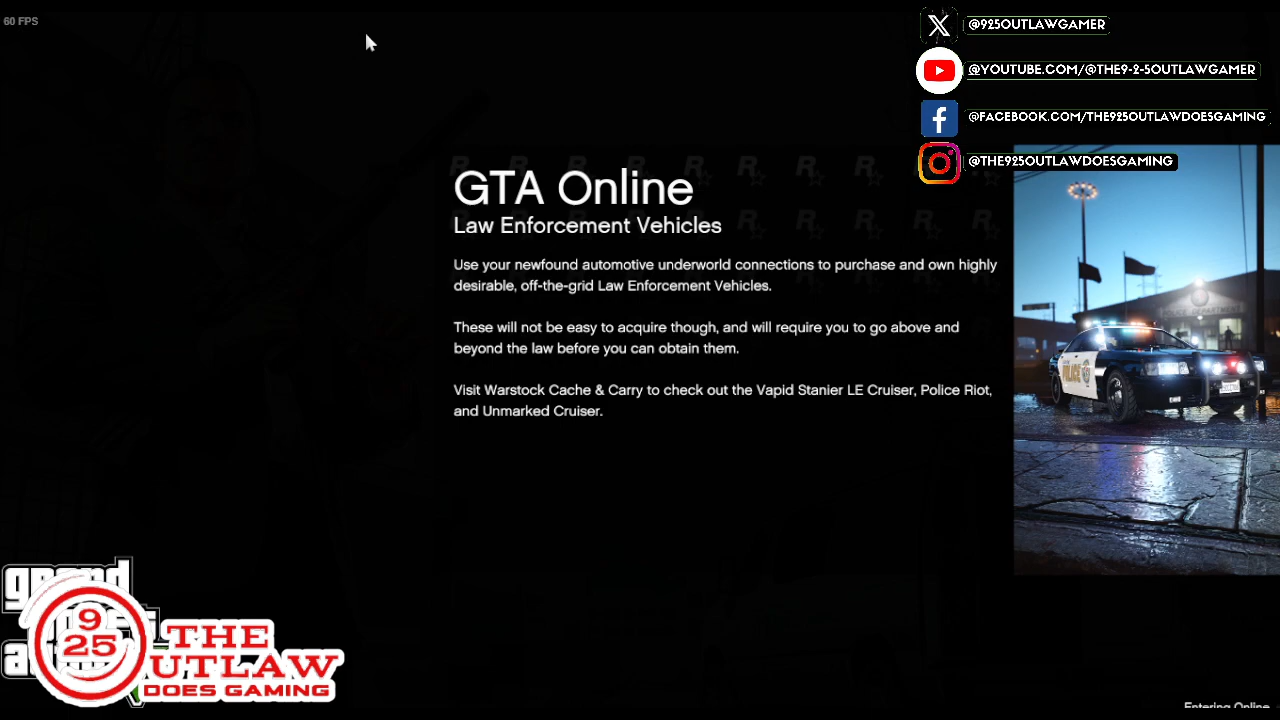 60 FPS
@925OUTLAWGAMER
@YOUTUBE.COM/@THE9-2-5OUTLAWGAMER
@FACEBOOK.COM/THE925OUTLAWDOESGAMING
@THE925OUTLAWDOESGAMING
GTA Online
Law Enforcement Vehicles
Use your newfound automotive underworld connections to purchase and own highly
desirable, off-the-grid Law Enforcement Vehicles.
These will not be easy to acquire though, and will require you to go above and
beyond the law before you can obtain them.
Visit Warstock Cache & Carry to check out the Vapid Stanier LE Cruiser, Police Riot,
and Unmarked Cruiser.
POLICE
grand
9
25
THE
OUTLAW
DOES GAMING
Entering Online